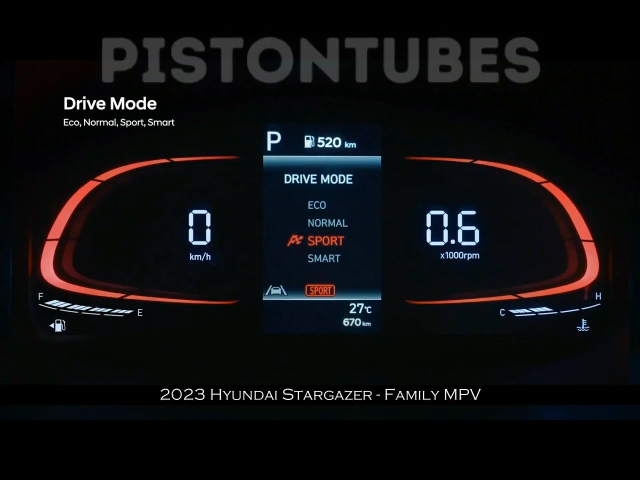 PISTONTUBES
Drive Mode
Eco, Normal, Sport, Smart
P 520 km
DRIVE MODE
ECO
NORMAL
SPORT
SMART
SPORT
0
km/h
0.6
x1000rpm
F E
C H
27°C
670 km
2023 Hyundai Stargazer - Family MPV